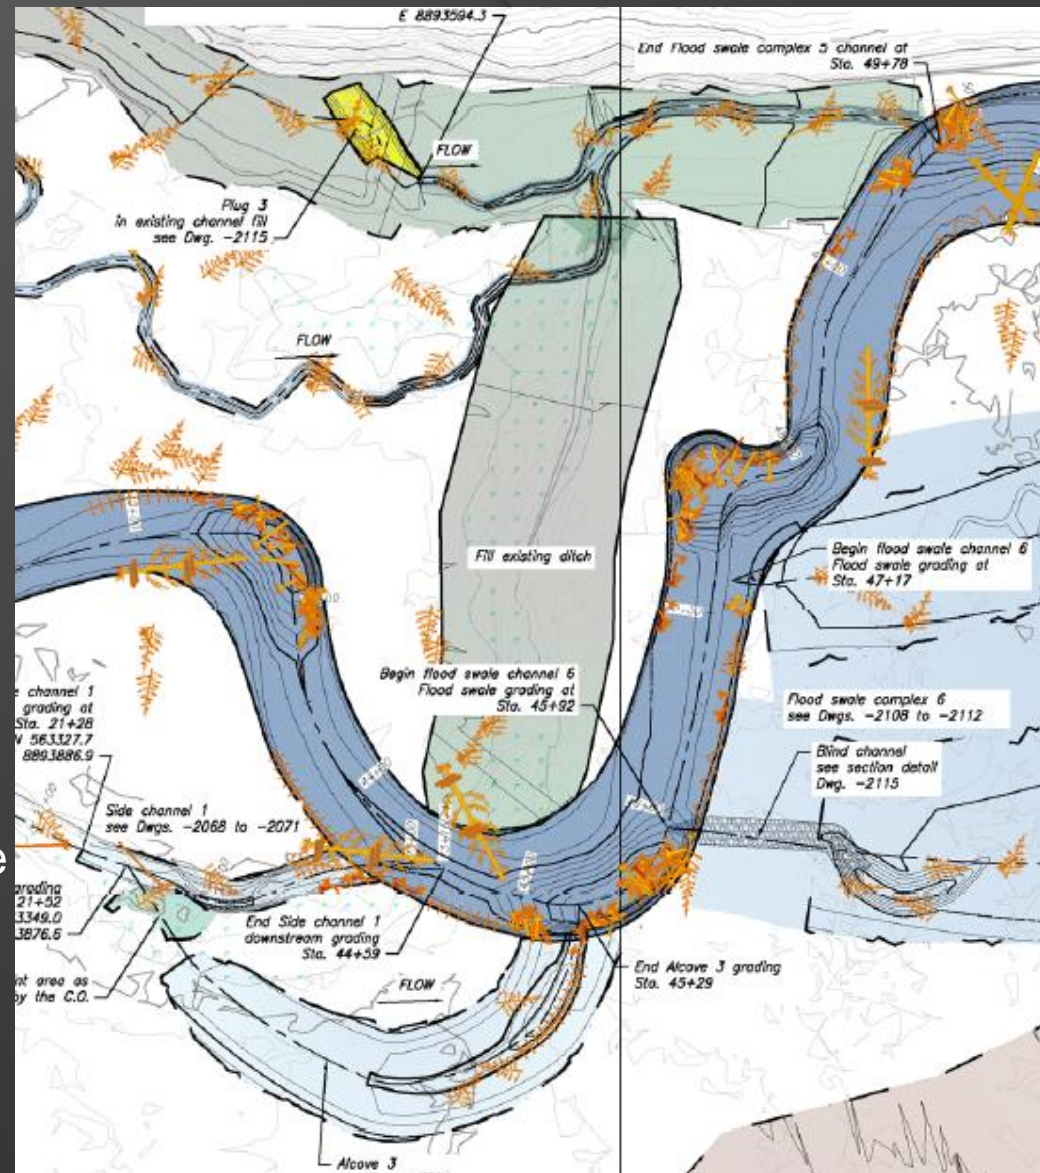 E 8893594.3
End Flood swale complex 5 channel at
Sta. 49+78
FLOW
Plug 3
in existing channel fill
see Dwg. -2115
FLOW
Fill existing ditch
Begin flood swale channel 6
Flood swale grading at
Sta. 47+17
Begin flood swale channel 6
Flood swale grading at
Sta. 45+92
Flood swale complex 6
see Dwgs. -2108 to -2112
Blind channel
see section detail
Dwg. -2115
channel 1
grading at
Sta. 21+28
N 563327.7
8893886.9
Side channel 1
see Dwgs. -2068 to -2071
e
grading
21+52
3349.0
3876.6
End Side channel 1
downstream grading
Sta. 44+59
area as
by the C.O.
FLOW
End Alcove 3 grading
Sta. 45+29
Alcove 3